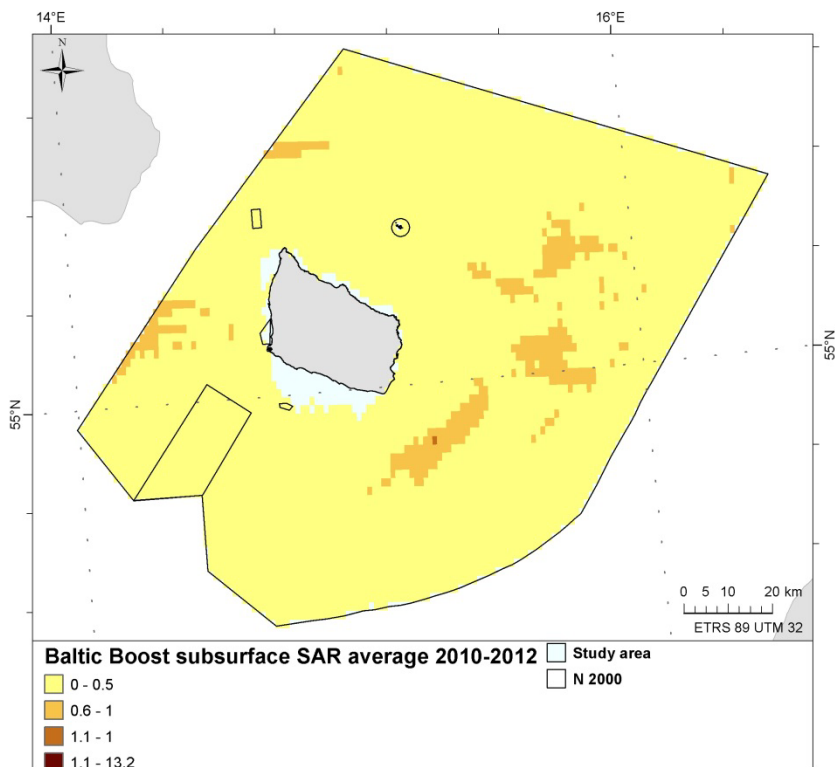 14°E 16°E
N
55°N
55°N
0 5 10 20 km
ETRS 89 UTM 32
Baltic Boost subsurface SAR average 2010-2012
0 - 0.5
0.6 - 1
1.1 - 1
1.1 - 13.2
Study area
N 2000